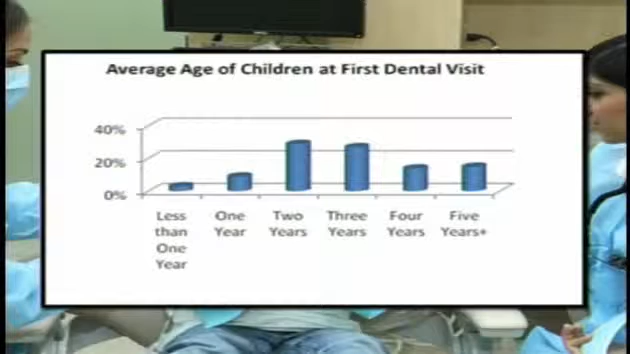 Average Age of Children at First Dental Visit
40%
20%
0%
Less than One Year
One Year
Two Years
Three Years
Four Years
Five Years+